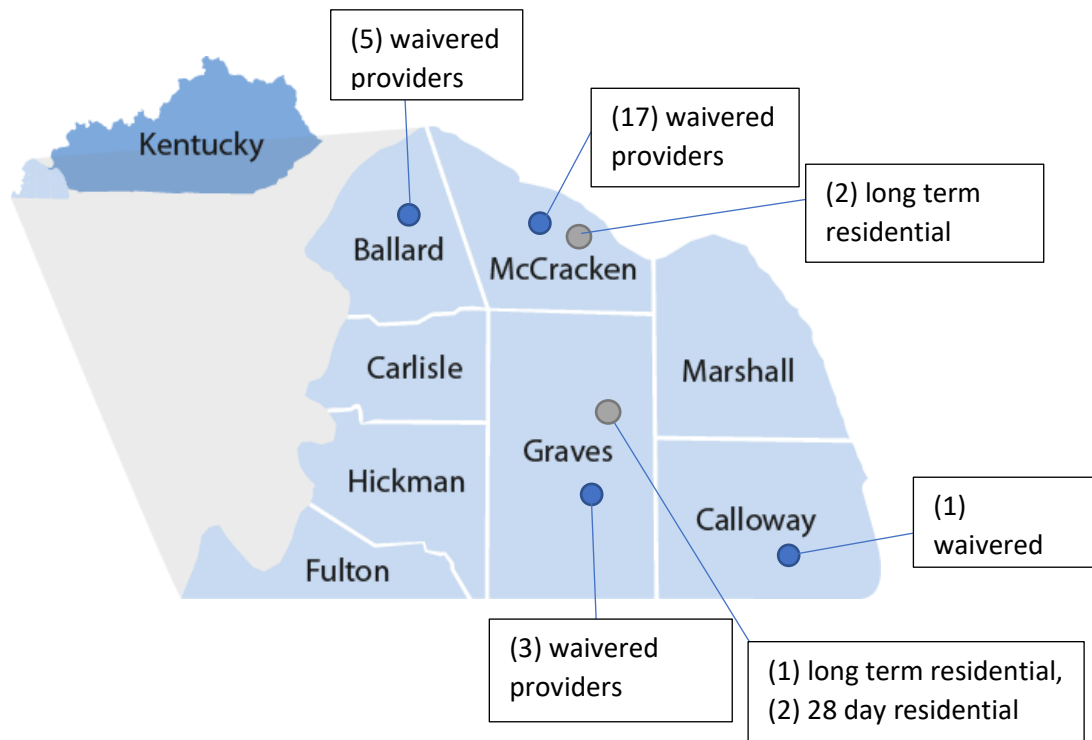 (5) waivered
providers
(17) waivered
providers
Kentucky
(2) long term
residential
Ballard
McCracken
Carlisle
Marshall
Graves
Hickman
Calloway
(1)
waivered
Fulton
(3) waivered
providers
(1) long term residential,
(2) 28 day residential